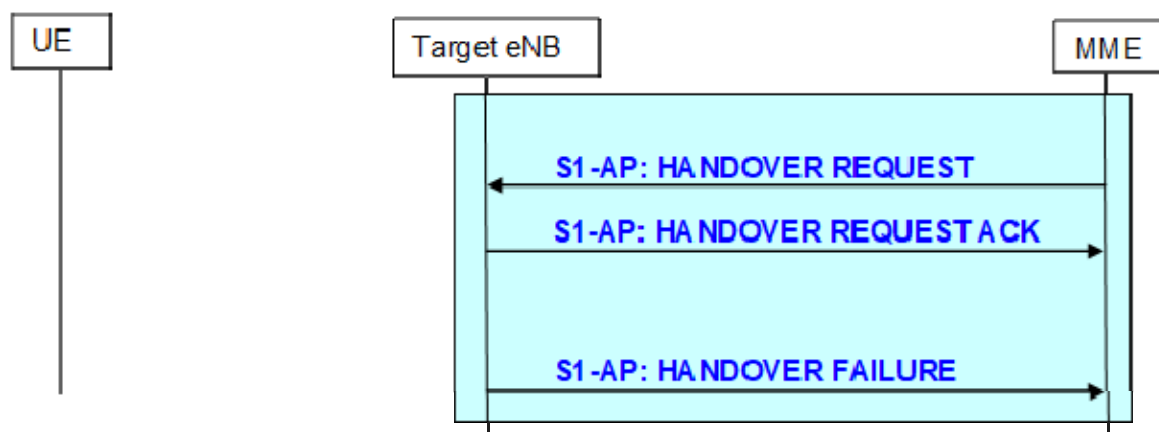 UE
Target eNB
MME
S1-AP: HANDOVER REQUEST
S1-AP: HANDOVER REQUEST ACK
S1-AP: HANDOVER FAILURE